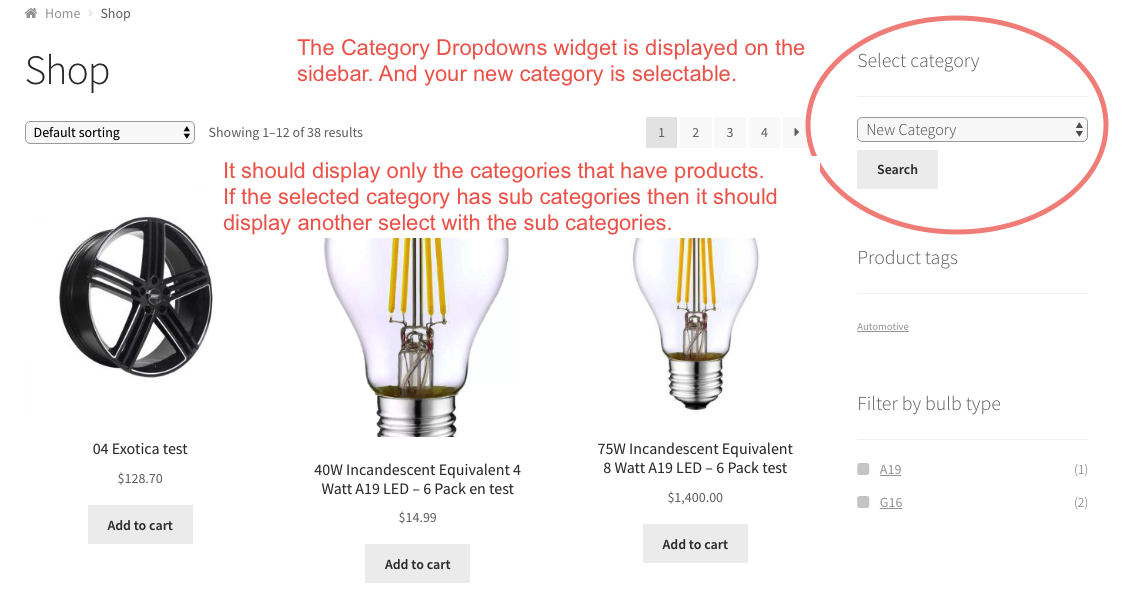 Home > Shop
The Category Dropdowns widget is displayed on the
sidebar. And your new category is selectable.
Shop
Select category
Default sorting
Showing 1–12 of 38 results
1 2 3 4
New Category
Search
It should display only the categories that have products.
If the selected category has sub categories then it should
display another select with the sub categories.
Product tags
Automotive
Filter by bulb type
A19 (1)
G16 (2)
04 Exotica test
$128.70
Add to cart
40W Incandescent Equivalent 4
Watt A19 LED – 6 Pack en test
$14.99
Add to cart
75W Incandescent Equivalent
8 Watt A19 LED – 6 Pack test
$1,400.00
Add to cart